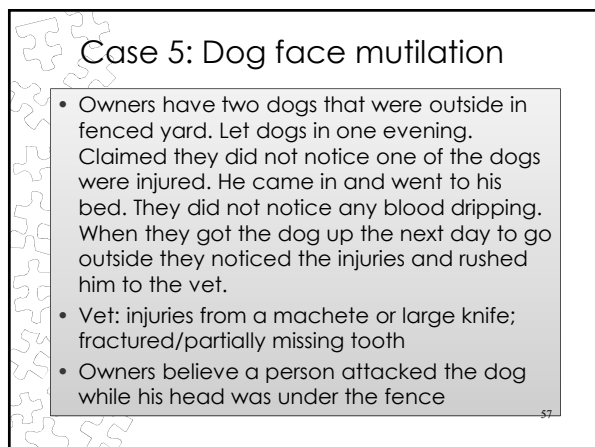 Case 5: Dog face mutilation
• Owners have two dogs that were outside in
fenced yard. Let dogs in one evening.
Claimed they did not notice one of the dogs
were injured. He came in and went to his
bed. They did not notice any blood dripping.
When they got the dog up the next day to go
outside they noticed the injuries and rushed
him to the vet.
• Vet: injuries from a machete or large knife;
fractured/partially missing tooth
• Owners believe a person attacked the dog
while his head was under the fence
57